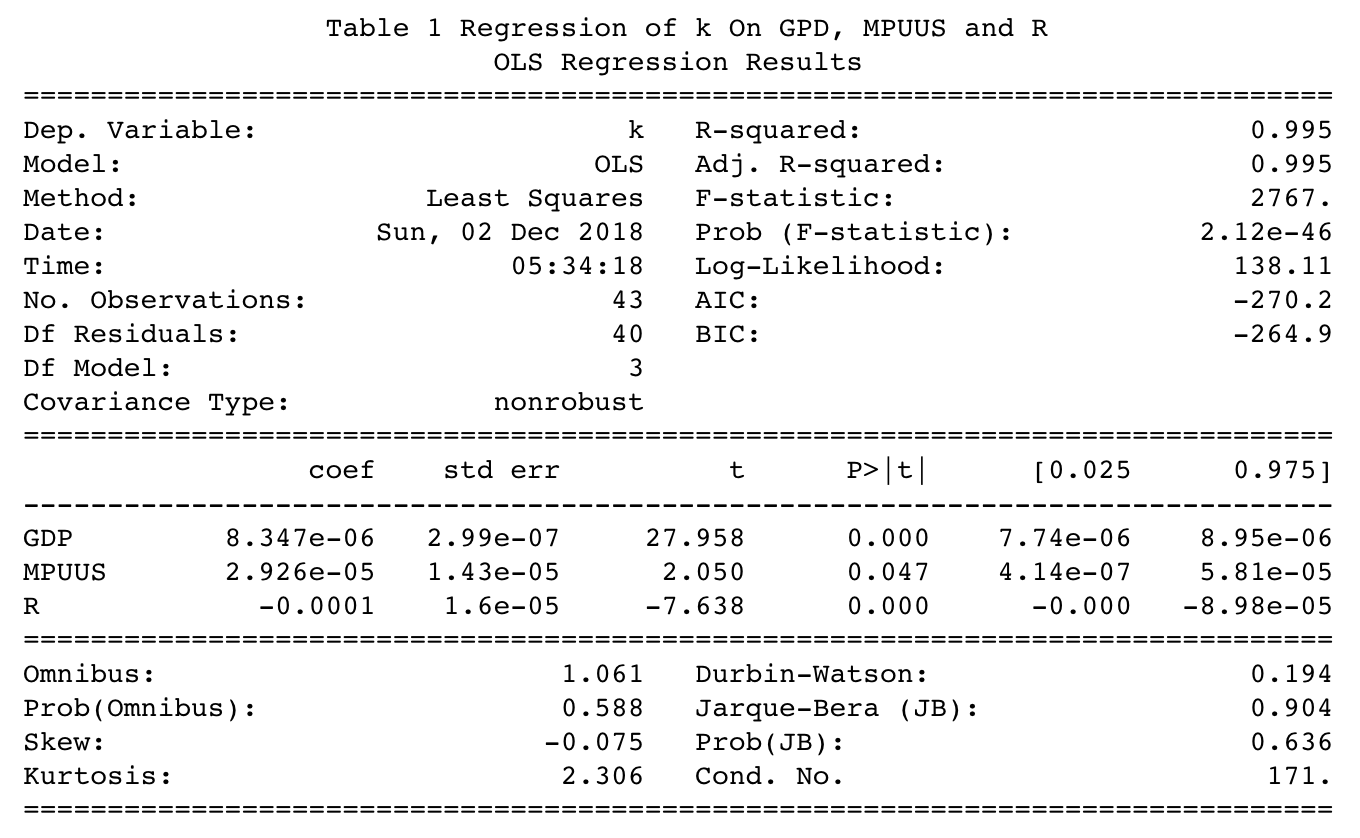 Table 1 Regression of k On GPD, MPUUS and R
OLS Regression Results
==============================================================================
Dep. Variable:                      k   R-squared:                       0.995
Model:                            OLS   Adj. R-squared:                  0.995
Method:                 Least Squares   F-statistic:                     2767.
Date:                Sun, 02 Dec 2018   Prob (F-statistic):           2.12e-46
Time:                        05:34:18   Log-Likelihood:                 138.11
No. Observations:                  43   AIC:                            -270.2
Df Residuals:                      40   BIC:                            -264.9
Df Model:                           3
Covariance Type:            nonrobust
==============================================================================
                 coef    std err          t      P>|t|      [0.025      0.975]
------------------------------------------------------------------------------
GDP         8.347e-06   2.99e-07     27.958      0.000    7.74e-06    8.95e-06
MPUUS       2.926e-05   1.43e-05      2.050      0.047    4.14e-07    5.81e-05
R             -0.0001    1.6e-05     -7.638      0.000      -0.000   -8.98e-05
==============================================================================
Omnibus:                        1.061   Durbin-Watson:                   0.194
Prob(Omnibus):                  0.588   Jarque-Bera (JB):                0.904
Skew:                          -0.075   Prob(JB):                        0.636
Kurtosis:                       2.306   Cond. No.                         171.
==============================================================================